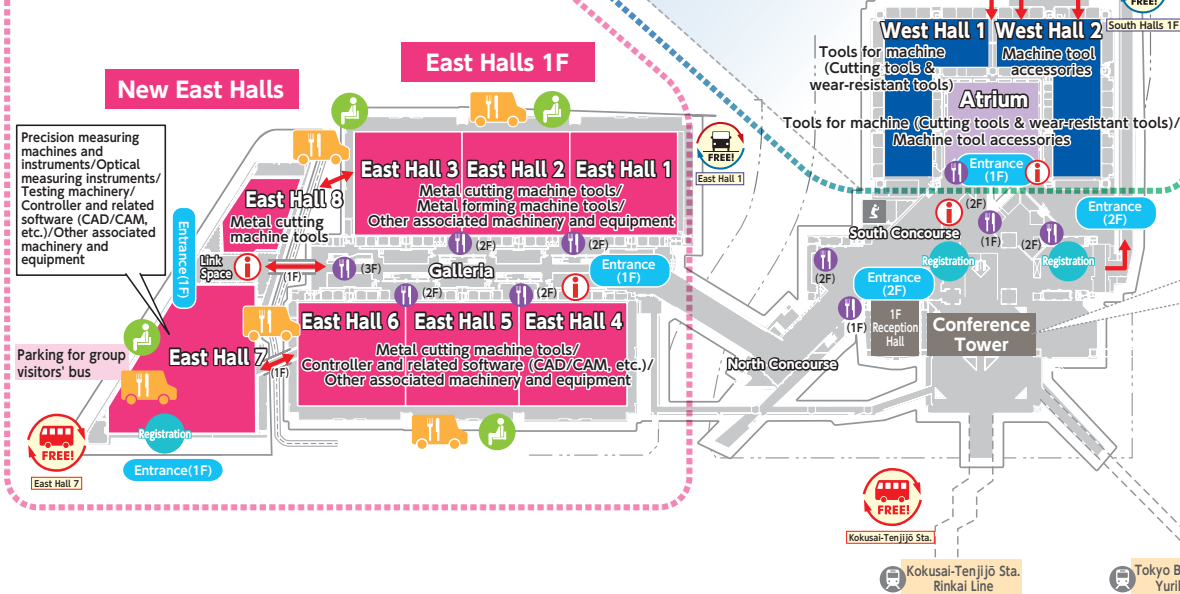 FREE!
South Halls 1F
West Hall 1
West Hall 2
Tools for machine
(Cutting tools &
wear-resistant tools)
Machine tool
accessories
Atrium
Tools for machine (Cutting tools & wear-resistant tools)/
Machine tool accessories
Entrance
(1F)
East Halls 1F
New East Halls
Precision measuring
machines and
instruments/Optical
measuring instruments/
Testing machinery/
Controller and related
software (CAD/CAM,
etc.)/Other associated
machinery and
equipment
East Hall 3
East Hall 2
East Hall 1
Metal cutting machine tools/
Metal forming machine tools/
Other associated machinery and equipment
FREE!
East Hall 1
East Hall 8
Metal cutting
machine tools
Entrance(1F)
Link
Space
(1F)
(3F)
(2F)
(2F)
Galleria
(2F)
(2F)
Entrance
(1F)
East Hall 6
East Hall 5
East Hall 4
Metal cutting machine tools/
Controller and related software (CAD/CAM, etc.)/
Other associated machinery and equipment
East Hall 7
(1F)
Parking for group
visitors' bus
FREE!
East Hall 7
Registration
Entrance(1F)
(2F)
South Concourse
(1F)
(2F)
Entrance
(2F)
Registration
Registration
(2F)
Entrance
(2F)
(1F)
1F
Reception
Hall
Conference
Tower
North Concourse
FREE!
Kokusai-Tenjijō Sta.
Kokusai-Tenjijō Sta.
Rinkai Line
Tokyo B
Yuri